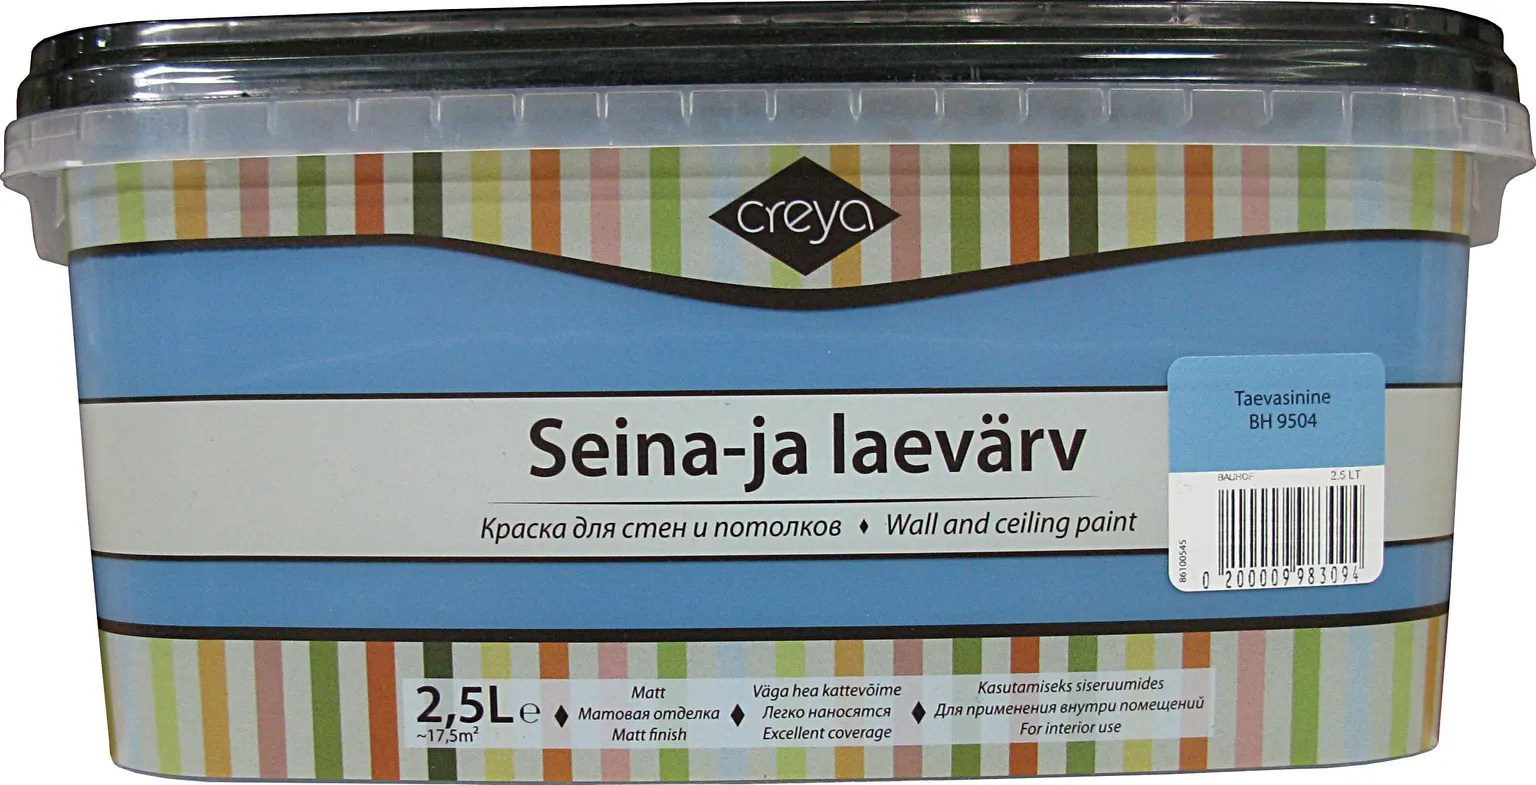 creya
Seina-ja laevärv
Краска для стен и потолков ♦ Wall and ceiling paint
Taevasinine
BH 9504
BAUHOF 2.5 LT
86100545
0 200009 983094
2,5L ℮
~17,5m²
Matt
Матовая отделка
Matt finish
Väga hea kattevõime
Легко наносятся
Excellent coverage
Kasutamiseks siseruumides
Для применения внутри помещений
For interior use